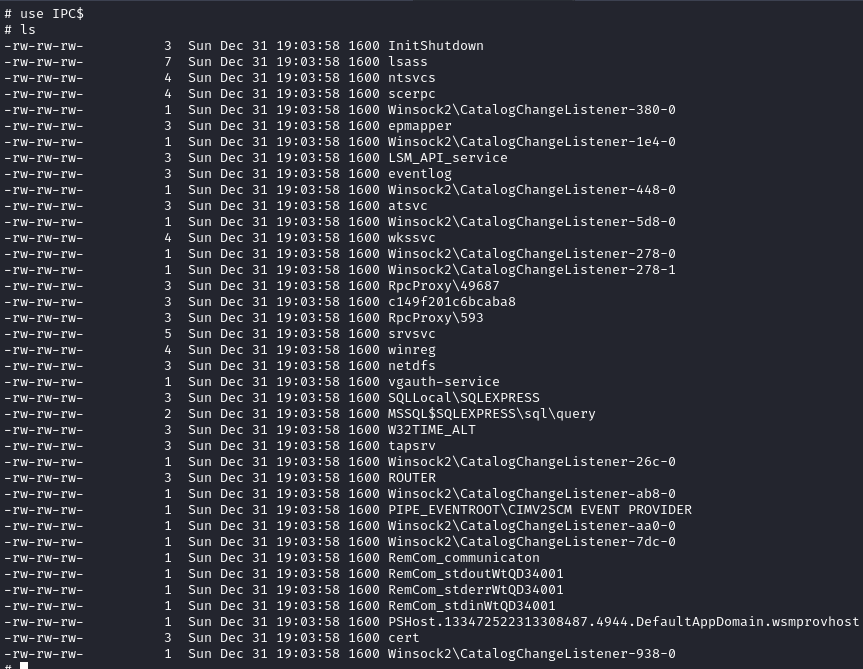 # use IPC$
# ls
-rw-rw-rw-          3  Sun Dec 31 19:03:58 1600 InitShutdown
-rw-rw-rw-          7  Sun Dec 31 19:03:58 1600 lsass
-rw-rw-rw-          4  Sun Dec 31 19:03:58 1600 ntsvcs
-rw-rw-rw-          4  Sun Dec 31 19:03:58 1600 scerpc
-rw-rw-rw-          1  Sun Dec 31 19:03:58 1600 Winsock2\CatalogChangeListener-380-0
-rw-rw-rw-          3  Sun Dec 31 19:03:58 1600 epmapper
-rw-rw-rw-          1  Sun Dec 31 19:03:58 1600 Winsock2\CatalogChangeListener-1e4-0
-rw-rw-rw-          3  Sun Dec 31 19:03:58 1600 LSM_API_service
-rw-rw-rw-          3  Sun Dec 31 19:03:58 1600 eventlog
-rw-rw-rw-          1  Sun Dec 31 19:03:58 1600 Winsock2\CatalogChangeListener-448-0
-rw-rw-rw-          3  Sun Dec 31 19:03:58 1600 atsvc
-rw-rw-rw-          1  Sun Dec 31 19:03:58 1600 Winsock2\CatalogChangeListener-5d8-0
-rw-rw-rw-          4  Sun Dec 31 19:03:58 1600 wkssvc
-rw-rw-rw-          1  Sun Dec 31 19:03:58 1600 Winsock2\CatalogChangeListener-278-0
-rw-rw-rw-          1  Sun Dec 31 19:03:58 1600 Winsock2\CatalogChangeListener-278-1
-rw-rw-rw-          3  Sun Dec 31 19:03:58 1600 RpcProxy\49687
-rw-rw-rw-          3  Sun Dec 31 19:03:58 1600 c149f201c6bcaba8
-rw-rw-rw-          3  Sun Dec 31 19:03:58 1600 RpcProxy\593
-rw-rw-rw-          5  Sun Dec 31 19:03:58 1600 srvsvc
-rw-rw-rw-          4  Sun Dec 31 19:03:58 1600 winreg
-rw-rw-rw-          3  Sun Dec 31 19:03:58 1600 netdfs
-rw-rw-rw-          1  Sun Dec 31 19:03:58 1600 vgauth-service
-rw-rw-rw-          3  Sun Dec 31 19:03:58 1600 SQLLocal\SQLEXPRESS
-rw-rw-rw-          2  Sun Dec 31 19:03:58 1600 MSSQL$SQLEXPRESS\sql\query
-rw-rw-rw-          3  Sun Dec 31 19:03:58 1600 W32TIME_ALT
-rw-rw-rw-          3  Sun Dec 31 19:03:58 1600 tapsrv
-rw-rw-rw-          1  Sun Dec 31 19:03:58 1600 Winsock2\CatalogChangeListener-26c-0
-rw-rw-rw-          3  Sun Dec 31 19:03:58 1600 ROUTER
-rw-rw-rw-          1  Sun Dec 31 19:03:58 1600 Winsock2\CatalogChangeListener-ab8-0
-rw-rw-rw-          1  Sun Dec 31 19:03:58 1600 PIPE_EVENTROOT\CIMV2SCM EVENT PROVIDER
-rw-rw-rw-          1  Sun Dec 31 19:03:58 1600 Winsock2\CatalogChangeListener-aa0-0
-rw-rw-rw-          1  Sun Dec 31 19:03:58 1600 Winsock2\CatalogChangeListener-7dc-0
-rw-rw-rw-          1  Sun Dec 31 19:03:58 1600 RemCom_communicaton
-rw-rw-rw-          1  Sun Dec 31 19:03:58 1600 RemCom_stdoutWtQD34001
-rw-rw-rw-          1  Sun Dec 31 19:03:58 1600 RemCom_stderrWtQD34001
-rw-rw-rw-          1  Sun Dec 31 19:03:58 1600 RemCom_stdinWtQD34001
-rw-rw-rw-          1  Sun Dec 31 19:03:58 1600 PSHost.133472522313308487.4944.DefaultAppDomain.wsmprovhost
-rw-rw-rw-          3  Sun Dec 31 19:03:58 1600 cert
-rw-rw-rw-          1  Sun Dec 31 19:03:58 1600 Winsock2\CatalogChangeListener-938-0
#